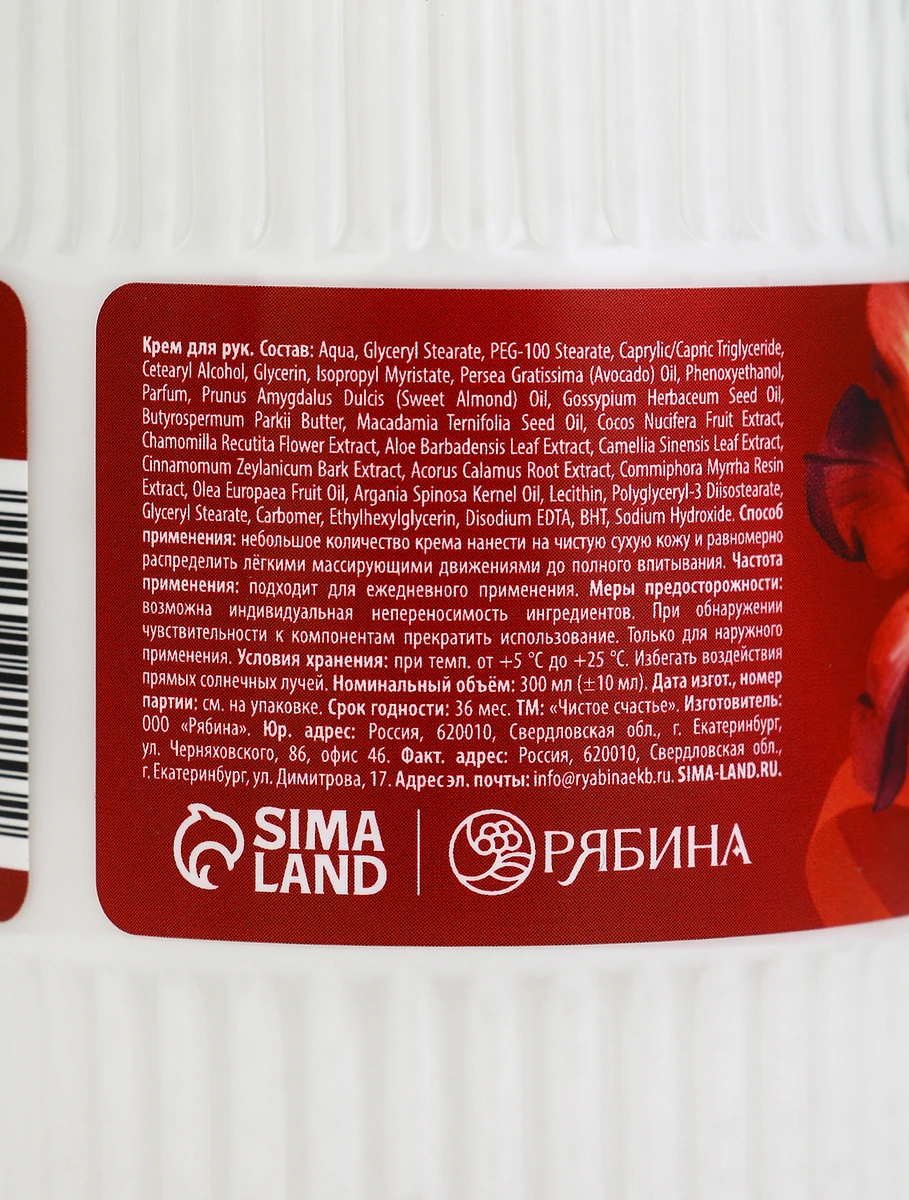 Крем для рук. Состав: Aqua, Glyceryl Stearate, PEG-100 Stearate, Caprylic/Capric Triglyceride,
Cetearyl Alcohol, Glycerin, Isopropyl Myristate, Persea Gratissima (Avocado) Oil, Phenoxyethanol,
Parfum, Prunus Amygdalus Dulcis (Sweet Almond) Oil, Gossypium Herbaceum Seed Oil,
Butyrospermum Parkii Butter, Macadamia Ternifolia Seed Oil, Cocos Nucifera Fruit Extract,
Chamomilla Recutita Flower Extract, Aloe Barbadensis Leaf Extract, Camellia Sinensis Leaf Extract,
Cinnamomum Zeylanicum Bark Extract, Acorus Calamus Root Extract, Commiphora Myrrha Resin
Extract, Olea Europaea Fruit Oil, Argania Spinosa Kernel Oil, Lecithin, Polyglyceryl-3 Diisostearate,
Glyceryl Stearate, Carbomer, Ethylhexylglycerin, Disodium EDTA, BHT, Sodium Hydroxide. Способ
применения: небольшое количество крема нанести на чистую сухую кожу и равномерно
распределить лёгкими массирующими движениями до полного впитывания. Частота
применения: подходит для ежедневного применения. Меры предосторожности:
возможна индивидуальная непереносимость ингредиентов. При обнаружении
чувствительности к компонентам прекратить использование. Только для наружного
применения. Условия хранения: при темп. от +5 °C до +25 °C. Избегать воздействия
прямых солнечных лучей. Номинальный объём: 300 мл (±10 мл). Дата изгот., номер
партии: см. на упаковке. Срок годности: 36 мес. ТМ: «Чистое счастье». Изготовитель:
ООО «Рябина». Юр. адрес: Россия, 620010, Свердловская обл., г. Екатеринбург,
ул. Черняховского, 86, офис 46. Факт. адрес: Россия, 620010, Свердловская обл.,
г. Екатеринбург, ул. Димитрова, 17. Адрес эл. почты: info@ryabinaekb.ru. SIMA-LAND.RU.
SIMA
LAND
РЯБИНА